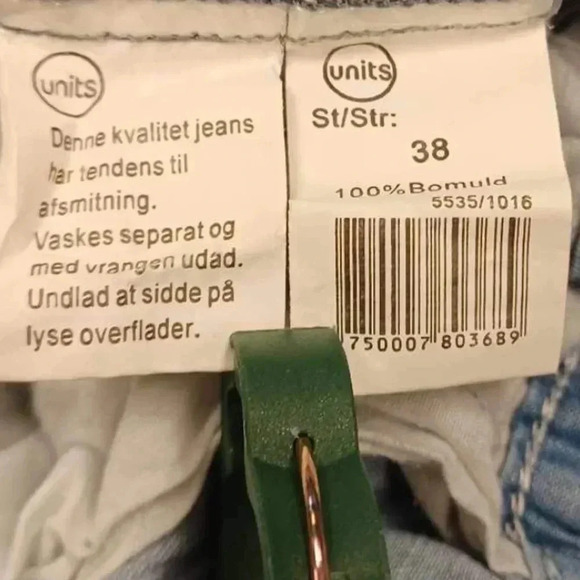 units
Denne kvalitet jeans
har tendens til
afsmitning.
Vaskes separat og
med vrangen udad.
Undlad at sidde på
lyse overflader.
units
St/Str:
38
100%Bomuld
5535/1016
750007 803689